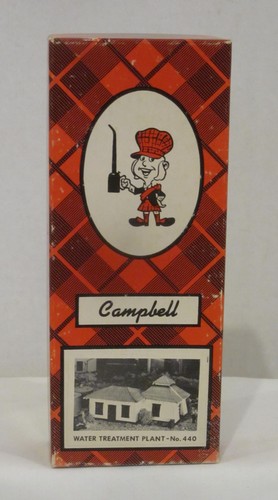 Campbell
WATER TREATMENT PLANT-No. 440